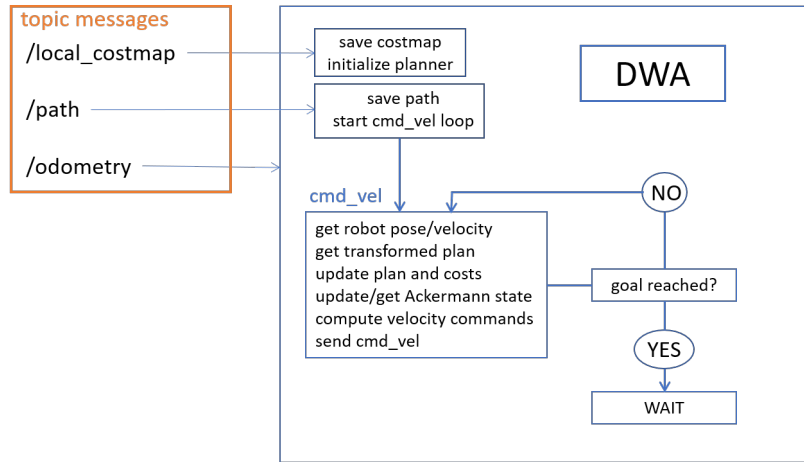 topic messages
/local_costmap
/path
/odometry
save costmap
initialize planner
DWA
save path
start cmd_vel loop
cmd_vel
NO
get robot pose/velocity
get transformed plan
update plan and costs
update/get Ackermann state
compute velocity commands
send cmd_vel
goal reached?
YES
WAIT